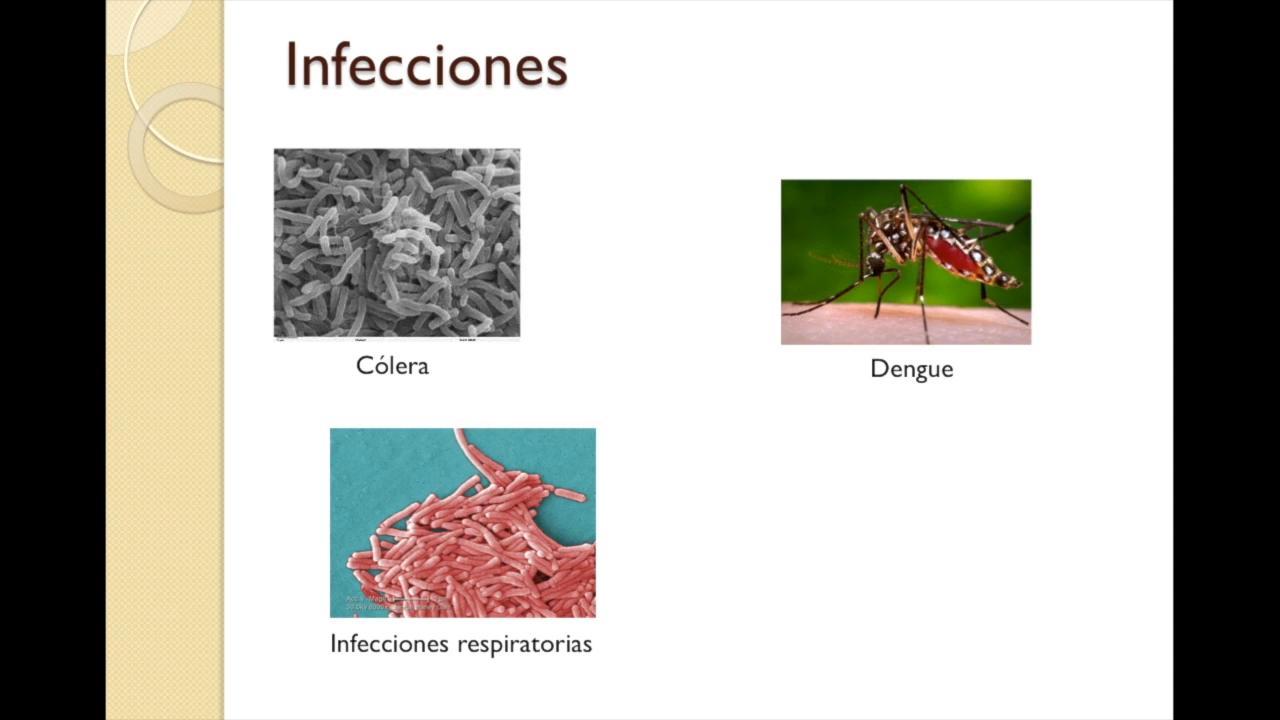 Infecciones
Cólera
Dengue
Infecciones respiratorias